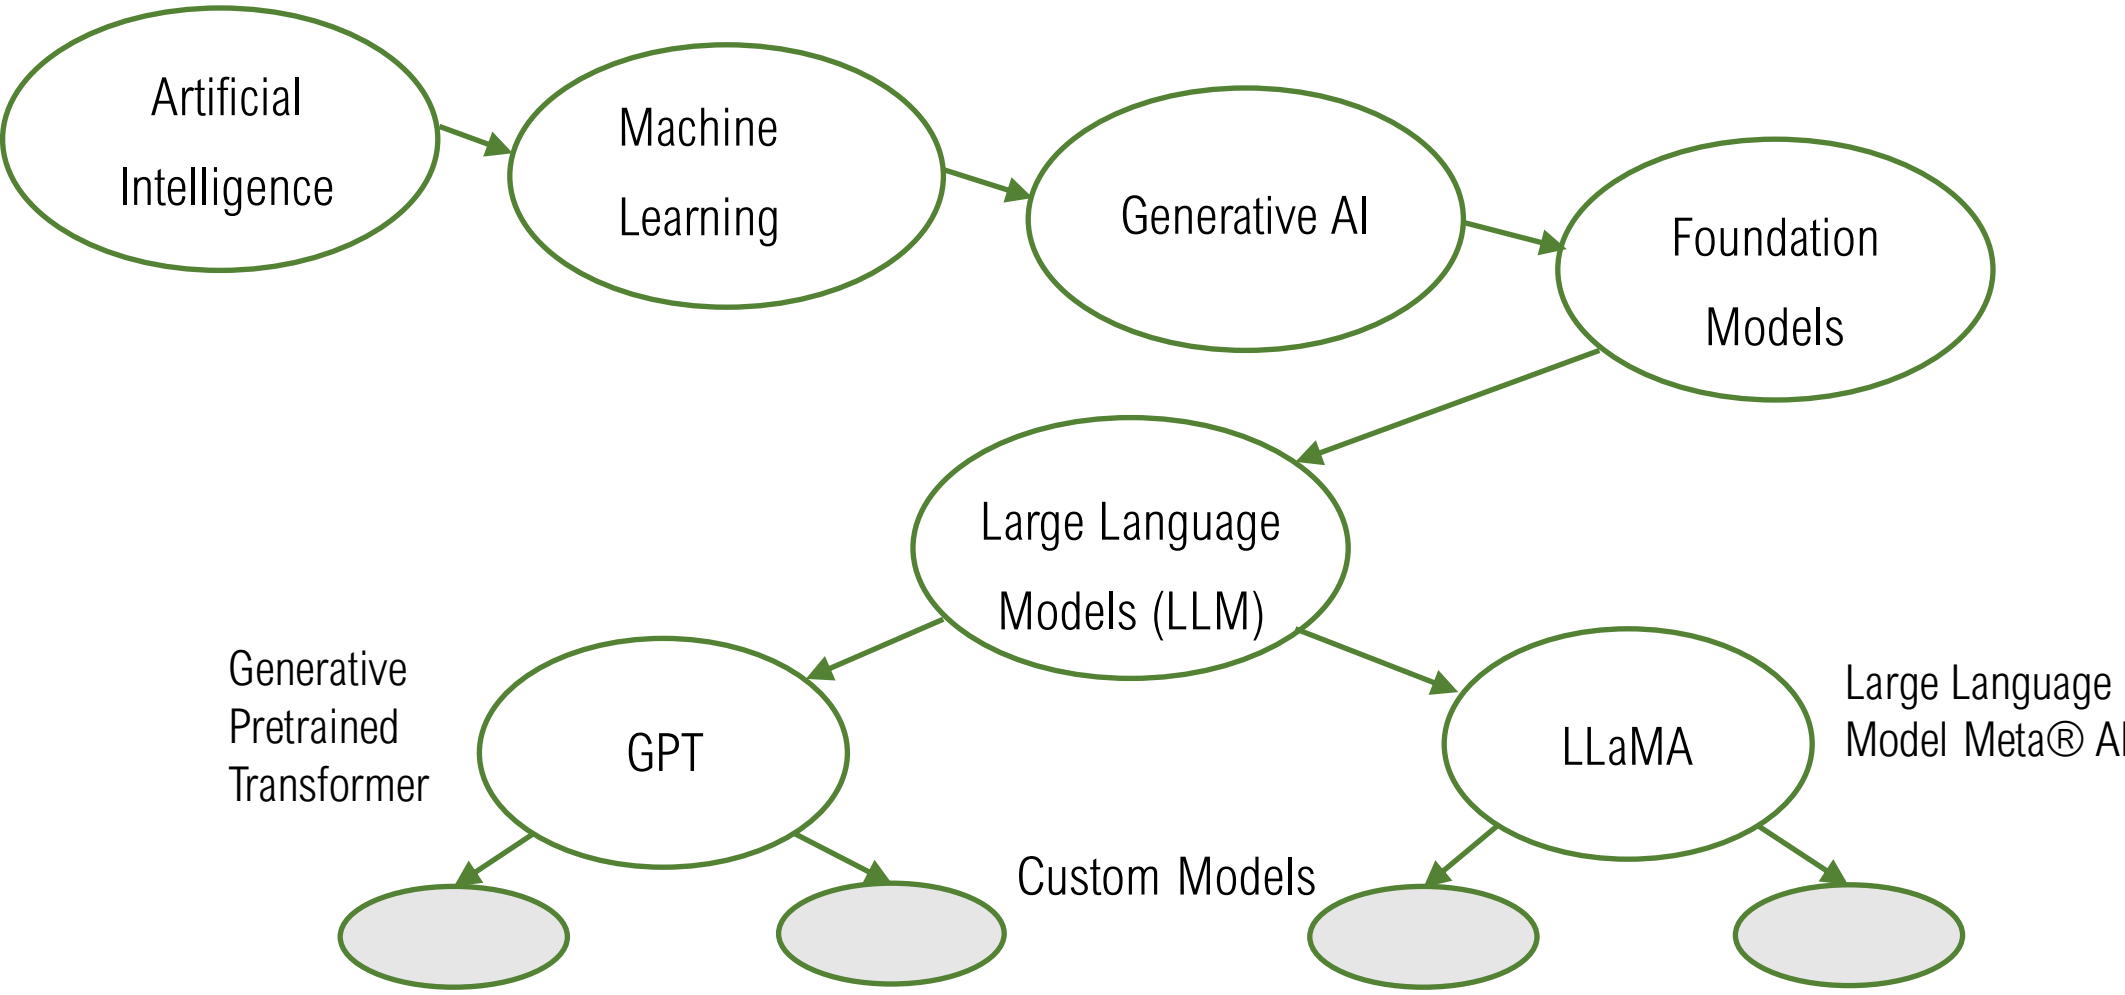 Artificial
Intelligence
Machine
Learning
Generative AI
Foundation
Models
Large Language
Models (LLM)
Generative
Pretrained
Transformer
GPT
LLaMA
Large Language
Model Meta® AI
Custom Models